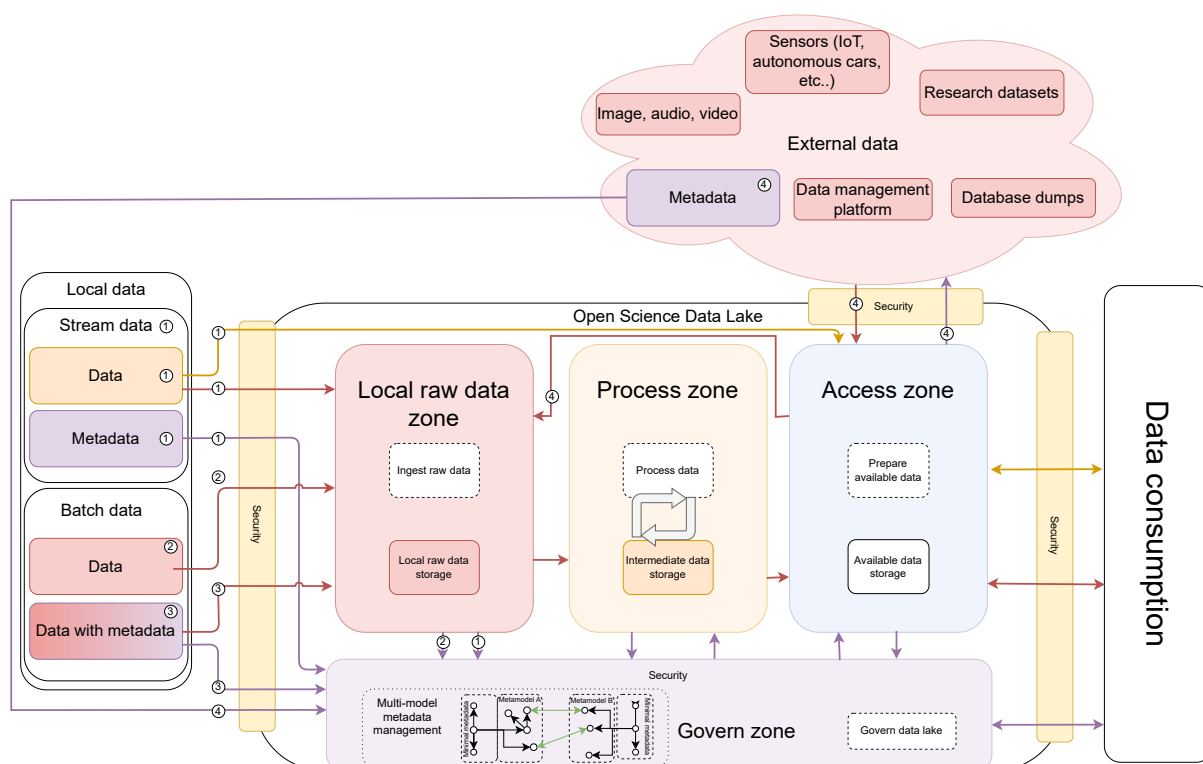 Sensors (IoT,
autonomous cars,
etc..)
Research datasets
Image, audio, video
External data
Metadata
4
Data management
platform
Database dumps
Local data
Stream data
1
Data
1
Metadata
1
Batch data
Data
2
Data with metadata
3
1
1
1
2
3
3
4
Security
Open Science Data Lake
4
Security
4
4
Local raw data
zone
Ingest raw data
Local raw data
storage
Process zone
Process data
Intermediate data
storage
Access zone
Prepare
available data
Available data
storage
Security
Data consumption
2
1
Security
Multi-model
metadata
management
Minimal metadata
Metamodel A
Metamodel B
Minimal metadata
Govern zone
Govern data lake